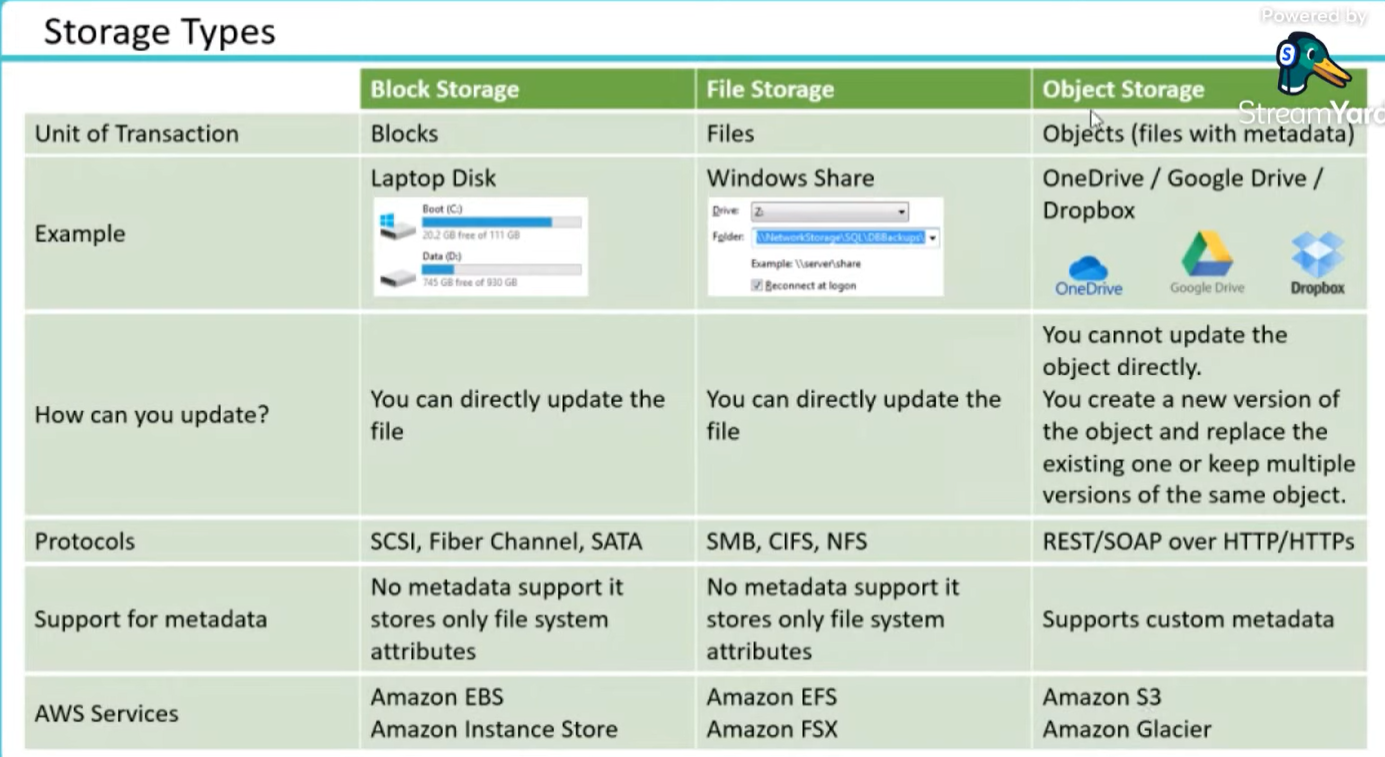 Powered by
StreamYard
Storage Types
Block Storage
File Storage
Object Storage
Unit of Transaction
Blocks
Files
Objects (files with metadata)
Example
Laptop Disk
Boot (C:)
20.2 GB free of 111 GB
Data (D:)
745 GB free of 930 GB
Windows Share
Drive: Z:
Folder: \\NetworkStorage\SQL\DBBackups\
Example: \\server\share
Reconnect at logon
OneDrive / Google Drive /
Dropbox
OneDrive
Google Drive
Dropbox
How can you update?
You can directly update the
file
You can directly update the
file
You cannot update the
object directly.
You create a new version of
the object and replace the
existing one or keep multiple
versions of the same object.
Protocols
SCSI, Fiber Channel, SATA
SMB, CIFS, NFS
REST/SOAP over HTTP/HTTPs
Support for metadata
No metadata support it
stores only file system
attributes
No metadata support it
stores only file system
attributes
Supports custom metadata
AWS Services
Amazon EBS
Amazon Instance Store
Amazon EFS
Amazon FSX
Amazon S3
Amazon Glacier